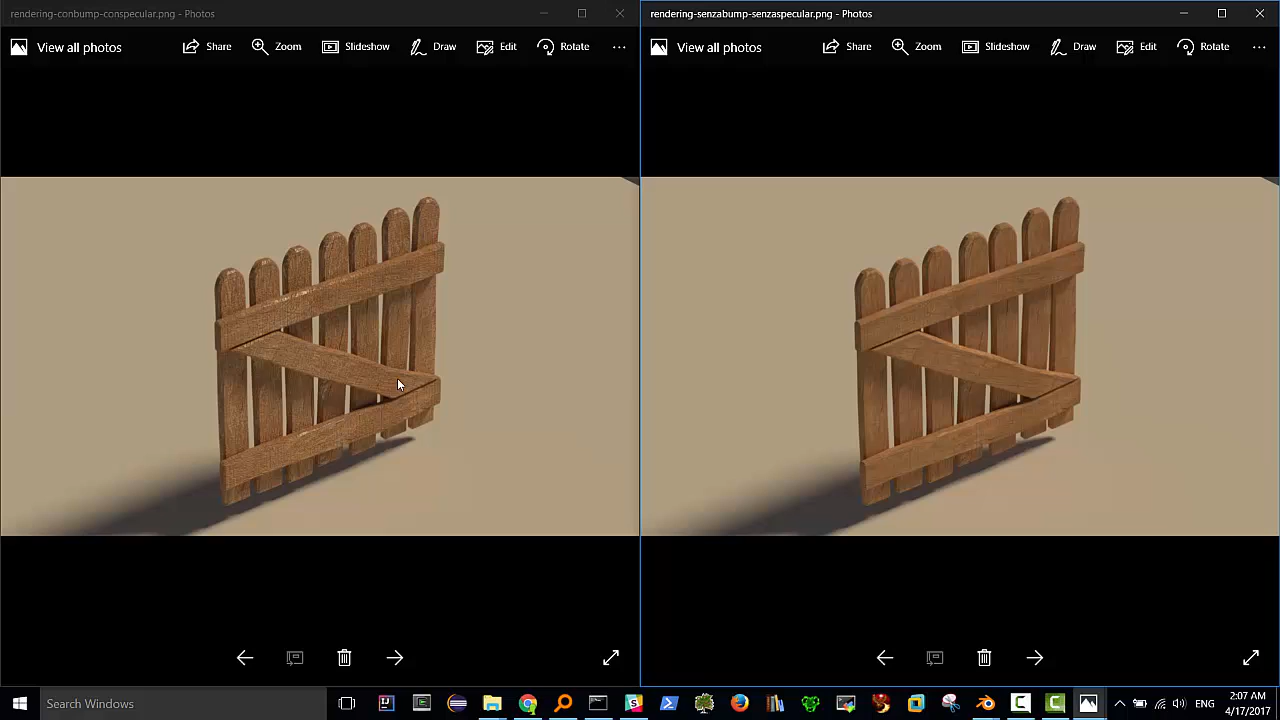 rendering-conbump-conspecular.png - Photos
View all photos
Share
Zoom
Slideshow
Draw
Edit
Rotate
rendering-senzabump-senzaspecular.png - Photos
View all photos
Share
Zoom
Slideshow
Draw
Edit
Rotate
Search Windows
ENG
2:07 AM
4/17/2017